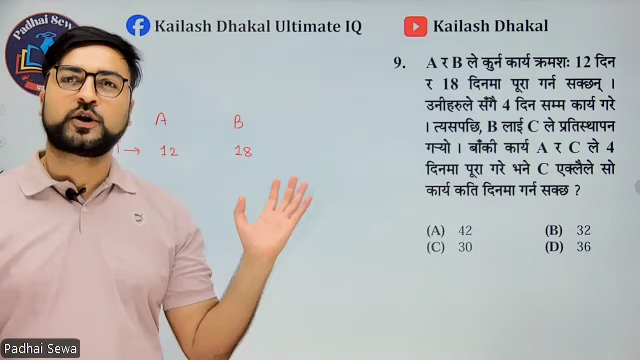 Padhai Sewa
Kailash Dhakal Ultimate IQ
Kailash Dhakal
A B
→ 12 18
9. A र B ले कुनै कार्य क्रमशः 12 दिन
र 18 दिनमा पूरा गर्न सक्छन् ।
उनीहरुले सँगै 4 दिन सम्म कार्य गरे
। त्यसपछि, B लाई C ले प्रतिस्थापन
गर्‍यो । बाँकी कार्य A र C ले 4
दिनमा पूरा गरे भने C एक्लैले सो
कार्य कति दिनमा गर्न सक्छ ?
(A) 42 (B) 32
(C) 30 (D) 36
Padhai Sewa